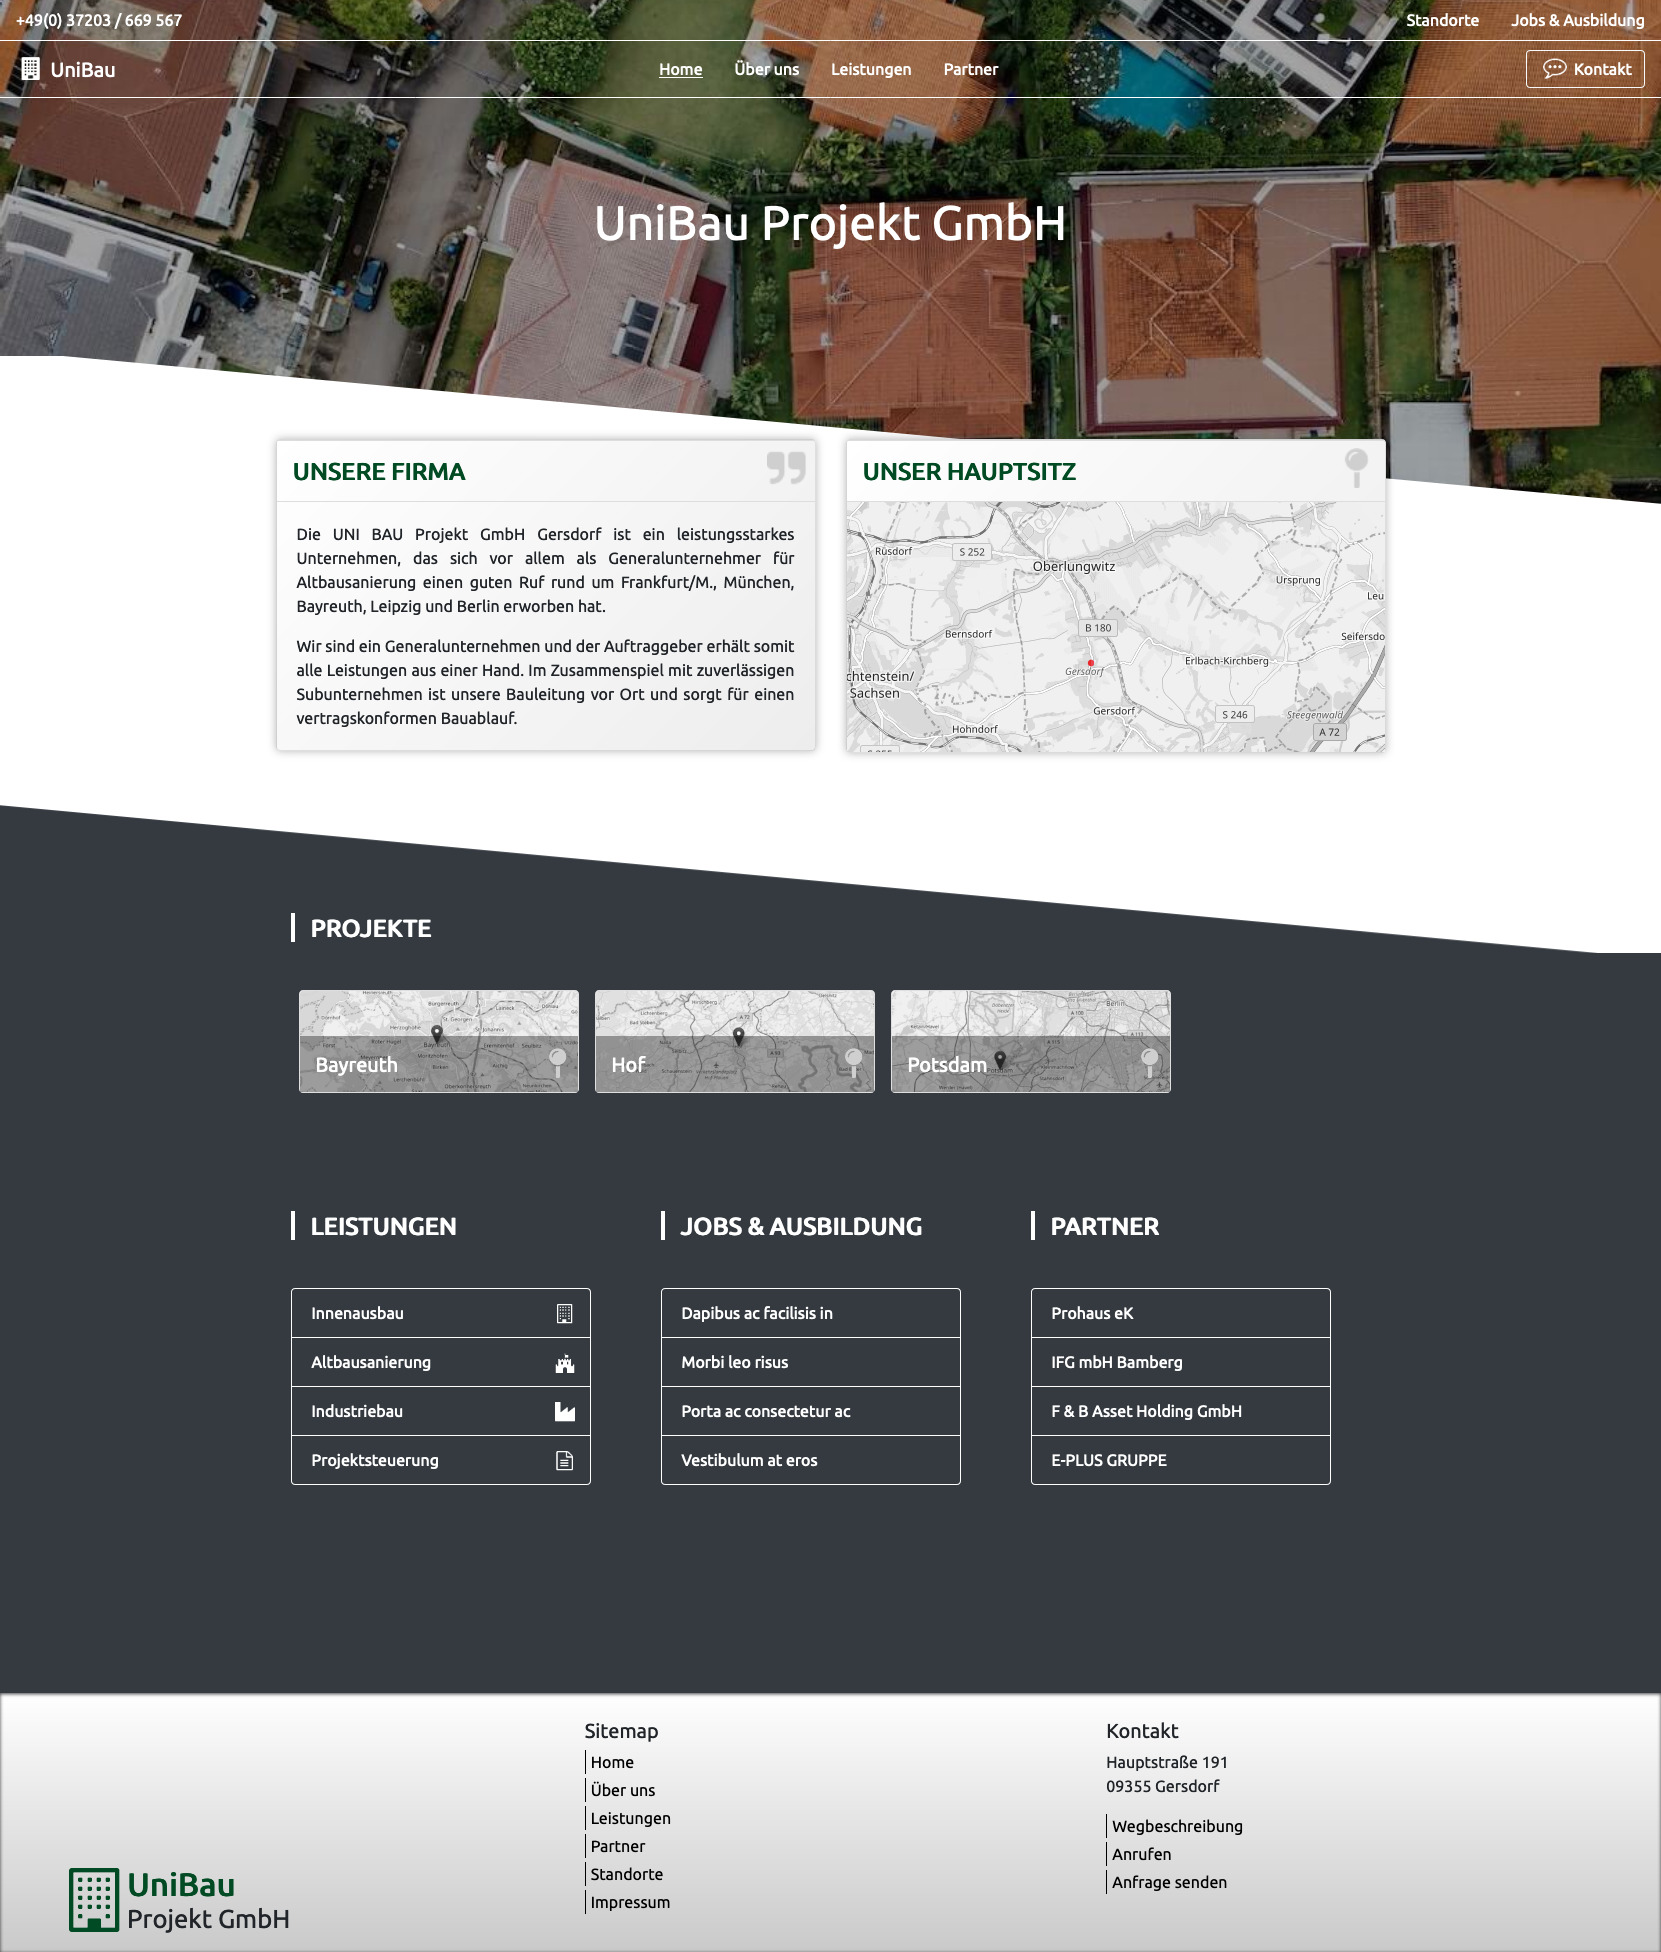 +49(0) 37203 / 669 567
Standorte
Jobs & Ausbildung
UniBau
Home
Über uns
Leistungen
Partner
Kontakt
UniBau Projekt GmbH
UNSERE FIRMA
Die UNI BAU Projekt GmbH Gersdorf ist ein leistungsstarkes
Unternehmen, das sich vor allem als Generalunternehmer für
Altbausanierung einen guten Ruf rund um Frankfurt/M., München,
Bayreuth, Leipzig und Berlin erworben hat.
Wir sind ein Generalunternehmen und der Auftraggeber erhält somit
alle Leistungen aus einer Hand. Im Zusammenspiel mit zuverlässigen
Subunternehmen ist unsere Bauleitung vor Ort und sorgt für einen
vertragskonformen Bauablauf.
UNSER HAUPTSITZ
Rüsdorf
S 252
Oberlungwitz
Ursprung
Leu
Bernsdorf
B 180
Seifersdo
Erlbach-Kirchberg
Gersdorf
chtenstein/
Sachsen
Gersdorf
S 246
Steegenwald
Hohndorf
A 72
PROJEKTE
Bayreuth
Hof
Potsdam
LEISTUNGEN
Innenausbau
Altbausanierung
Industriebau
Projektsteuerung
JOBS & AUSBILDUNG
Dapibus ac facilisis in
Morbi leo risus
Porta ac consectetur ac
Vestibulum at eros
PARTNER
Prohaus eK
IFG mbH Bamberg
F & B Asset Holding GmbH
E-PLUS GRUPPE
UniBau
Projekt GmbH
Sitemap
Home
Über uns
Leistungen
Partner
Standorte
Impressum
Kontakt
Hauptstraße 191
09355 Gersdorf
Wegbeschreibung
Anrufen
Anfrage senden